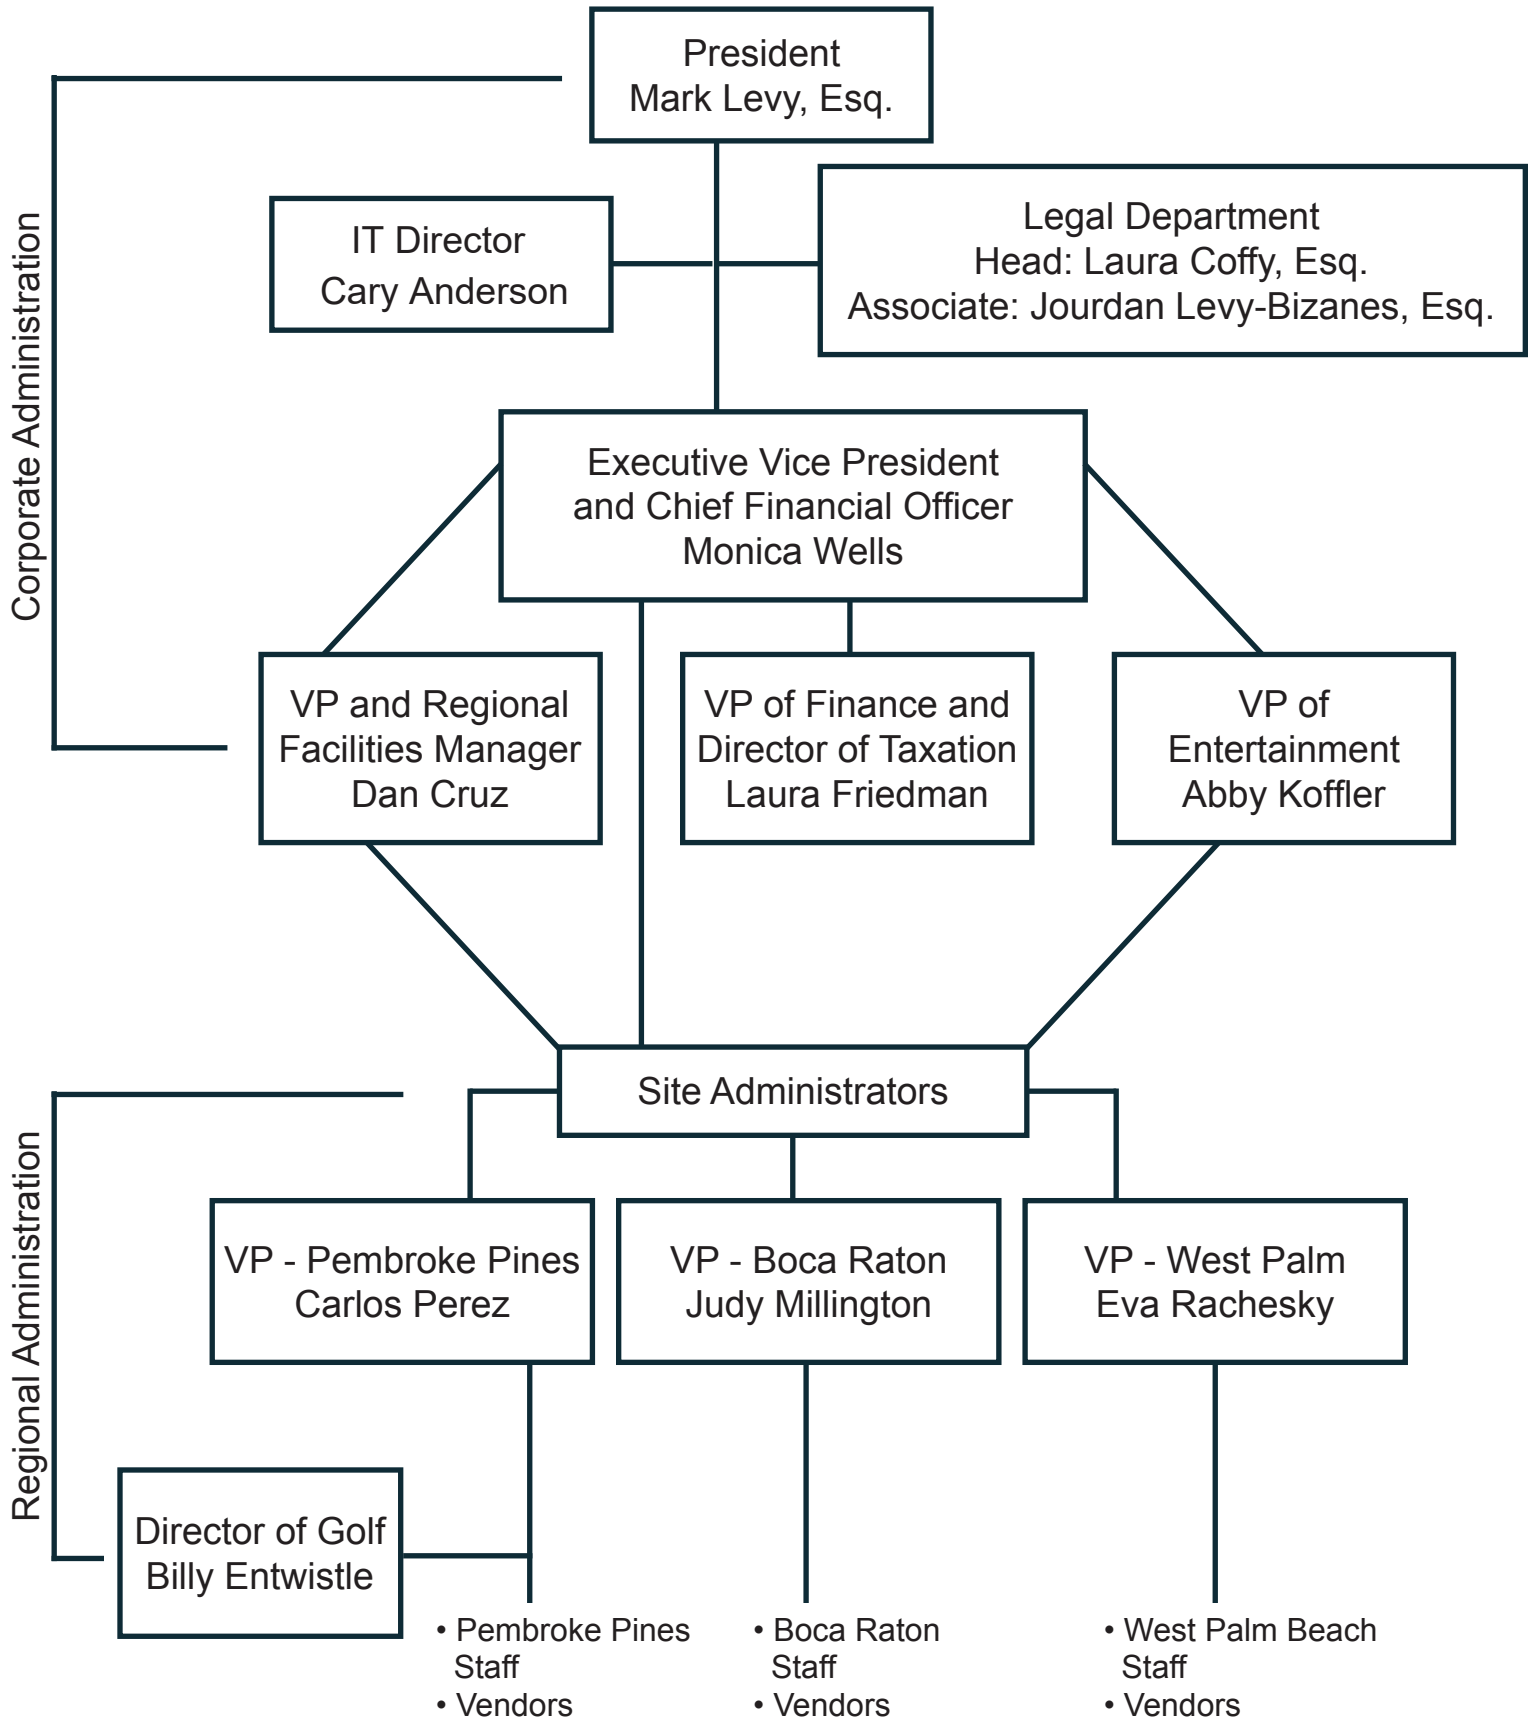 President
Mark Levy, Esq.
IT Director
Cary Anderson
Legal Department
Head: Laura Coffy, Esq.
Associate: Jourdan Levy-Bizanes, Esq.
Corporate Administration
Executive Vice President
and Chief Financial Officer
Monica Wells
VP and Regional
Facilities Manager
Dan Cruz
VP of Finance and
Director of Taxation
Laura Friedman
VP of
Entertainment
Abby Koffler
Site Administrators
Regional Administration
VP - Pembroke Pines
Carlos Perez
VP - Boca Raton
Judy Millington
VP - West Palm
Eva Rachesky
Director of Golf
Billy Entwistle
• Pembroke Pines
Staff
• Vendors
• Boca Raton
Staff
• Vendors
• West Palm Beach
Staff
• Vendors